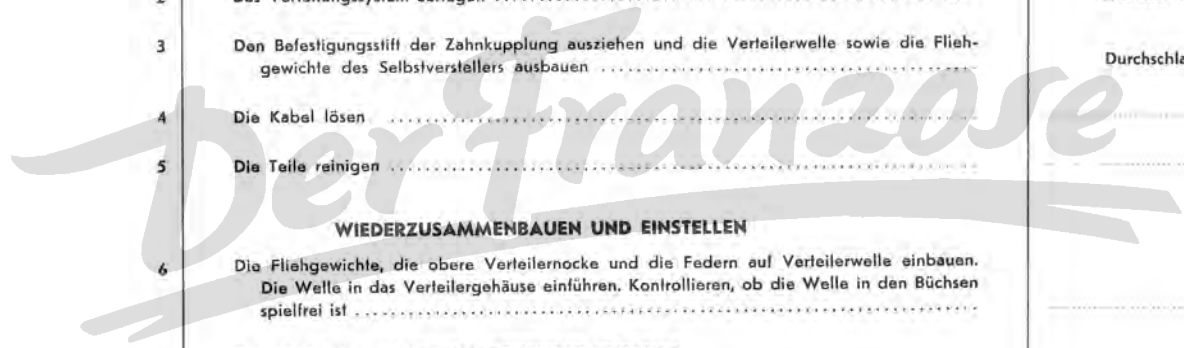 3 Den Befestigungsstift der Zahnkupplung ausziehen und die Verteilerwelle sowie die Flieh-
gewichte des Selbstverstellers ausbauen
Durchschla
4 Die Kabel lösen
5 Die Teile reinigen
Der Franzose
WIEDERZUSAMMENBAUEN UND EINSTELLEN
6 Die Fliehgewichte, die obere Verteilernocke und die Federn auf Verteilerwelle einbauen.
Die Welle in das Verteilergehäuse einführen. Kontrollieren, ob die Welle in den Büchsen
spielfrei ist